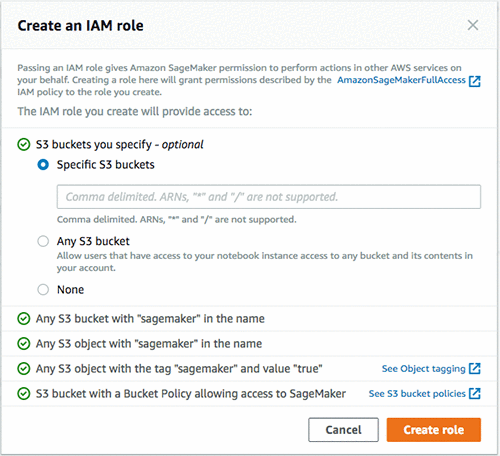 Create an IAM role
Passing an IAM role gives Amazon SageMaker permission to perform actions in other AWS services on
your behalf. Creating a role here will grant permissions described by the AmazonSageMakerFullAccess
IAM policy to the role you create.
The IAM role you create will provide access to:
S3 buckets you specify - optional
Specific S3 buckets
Comma delimited. ARNs, "*" and "/" are not supported.
Comma delimited. ARNs, "*" and "/" are not supported.
Any S3 bucket
Allow users that have access to your notebook instance access to any bucket and its contents in
your account.
None
Any S3 bucket with "sagemaker" in the name
Any S3 object with "sagemaker" in the name
Any S3 object with the tag "sagemaker" and value "true" See Object tagging
S3 bucket with a Bucket Policy allowing access to SageMaker See S3 bucket policies
Cancel Create role